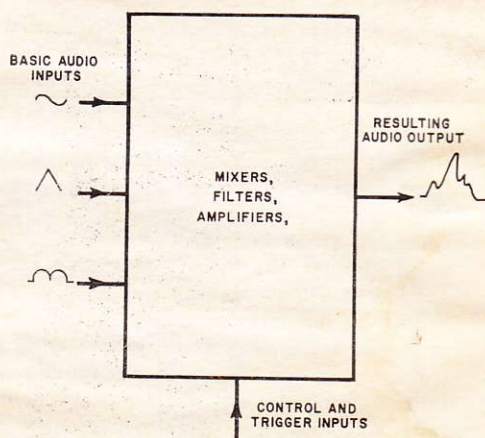 BASIC AUDIO
INPUTS
MIXERS,
FILTERS,
AMPLIFIERS,
RESULTING
AUDIO OUTPUT
CONTROL AND
TRIGGER INPUTS